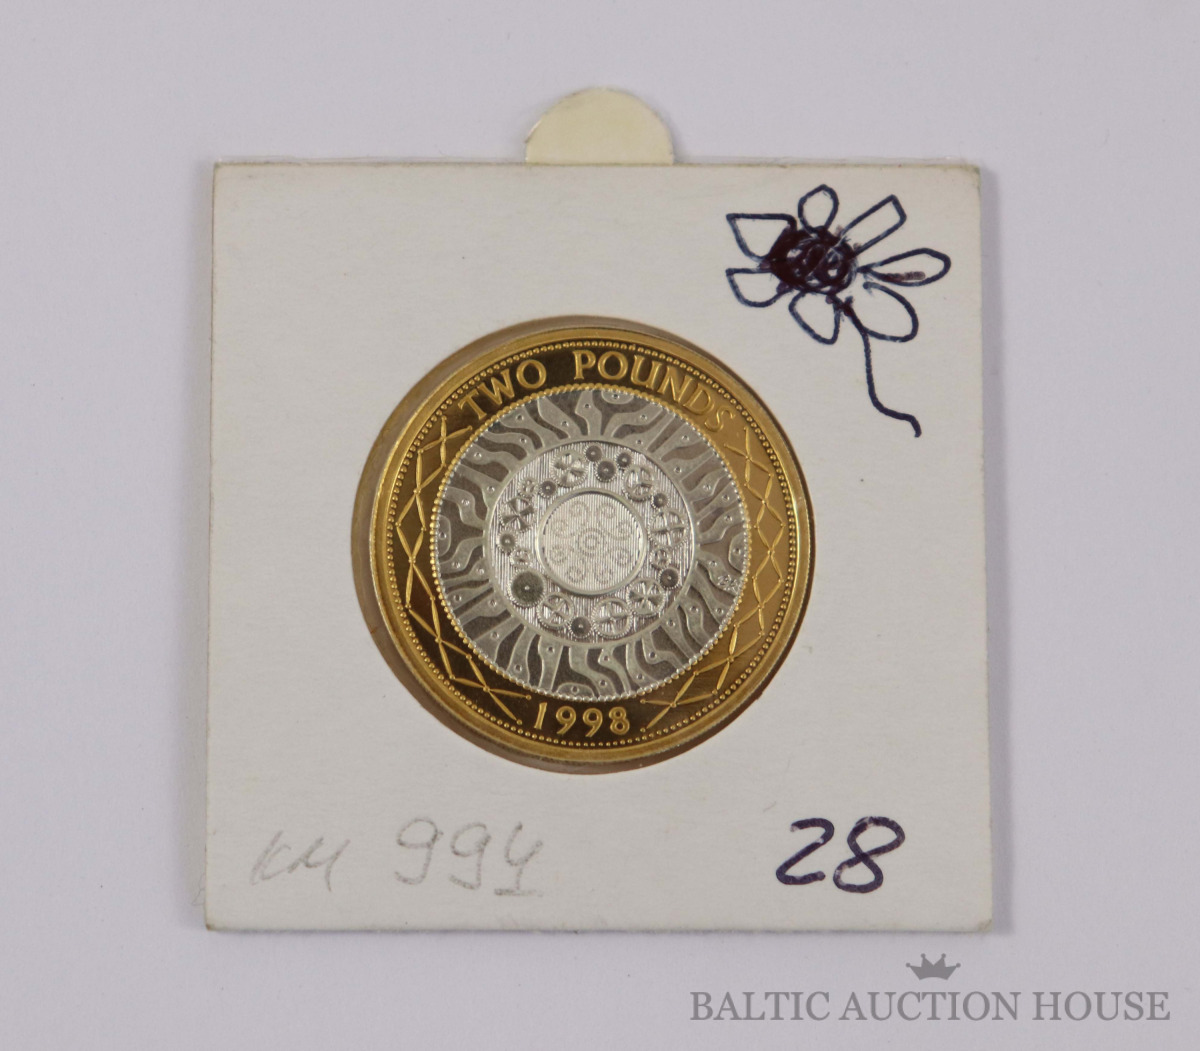 TWO POUNDS
1998
KM 994
28
BALTIC AUCTION HOUSE